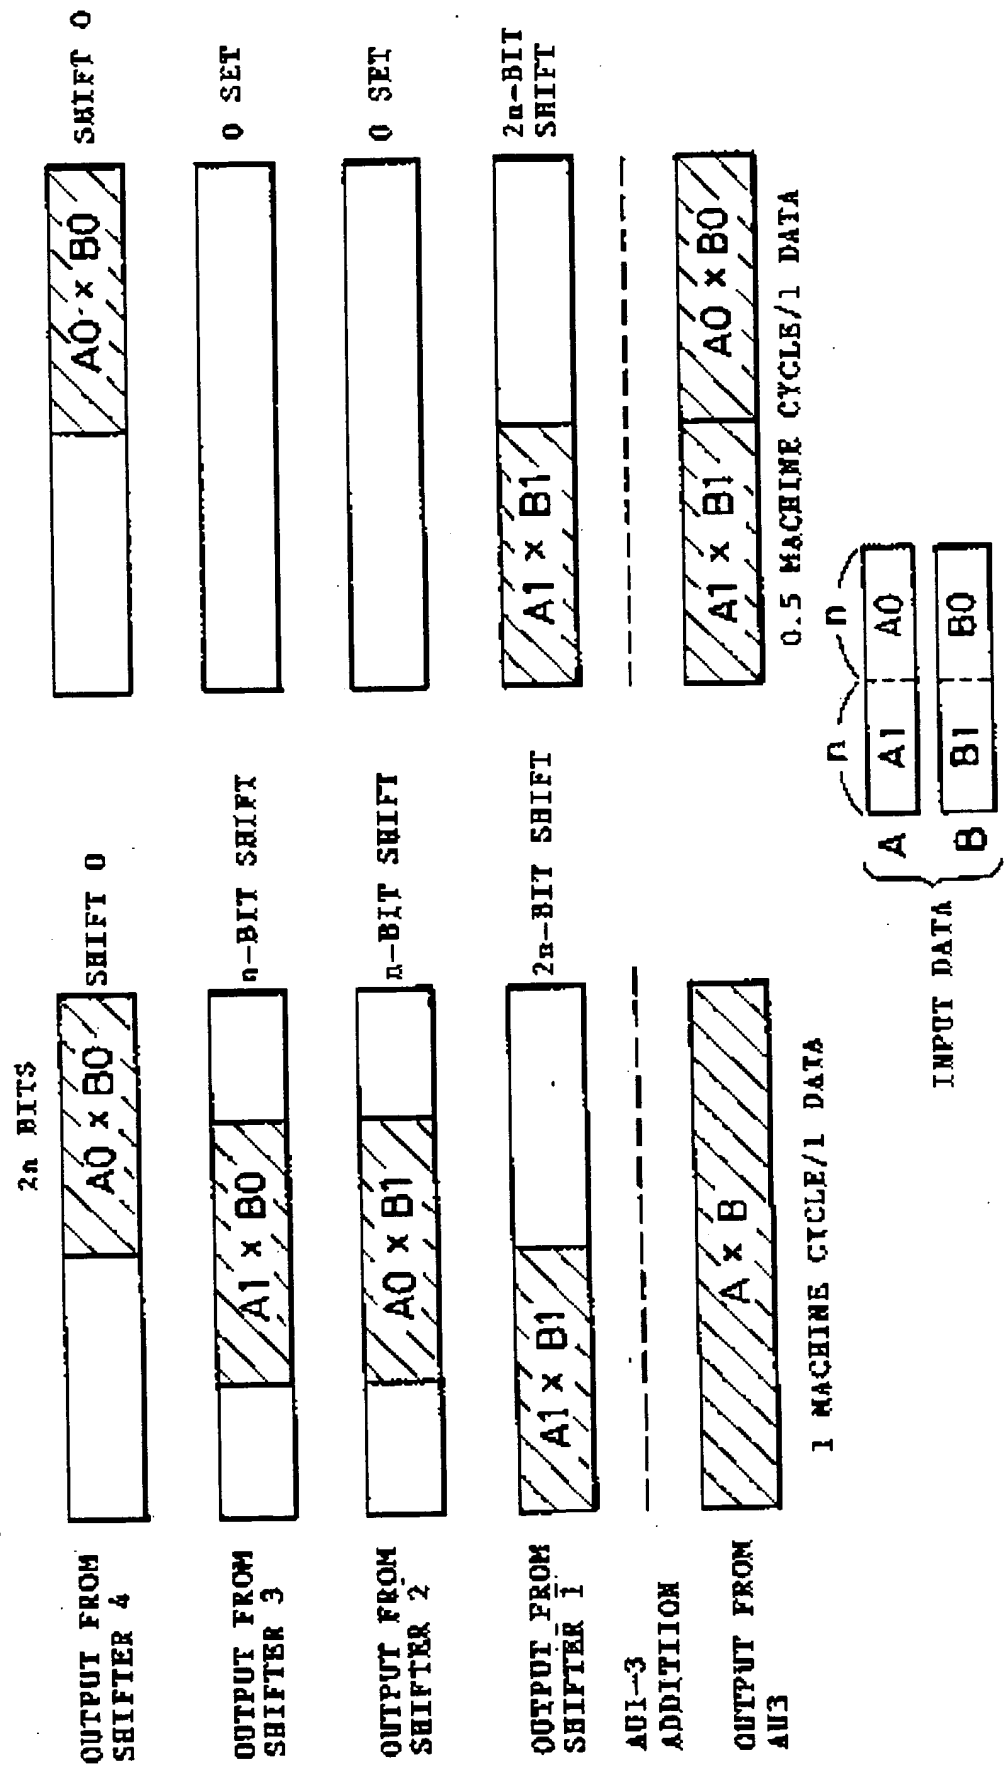 2n BITS
OUTPUT FROM
SHIFTER 4
A0 × B0
SHIFT 0
A0 × B0
SHIFT 0
OUTPUT FROM
SHIFTER 3
A1 × B0
n-BIT SHIFT
0 SET
OUTPUT FROM
SHIFTER 2
A0 × B1
n-BIT SHIFT
0 SET
OUTPUT FROM
SHIFTER 1
A1 × B1
2n-BIT SHIFT
A1 × B1
2n-BIT
SHIFT
AU1-3
ADDITIION
OUTPUT FROM
AU3
A × B
A1 × B1
A0 × B0
1 MACHINE CYCLE/1 DATA
0.5 MACHINE CYCLE/1 DATA
n
n
INPUT DATA
A
A1
A0
B
B1
B0